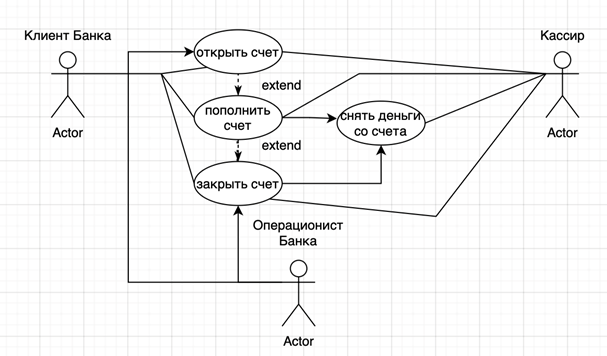 Клиент Банка
Actor
Кассир
Actor
открыть счет
extend
пополнить
счет
снять деньги
со счета
extend
закрыть счет
Операционист
Банка
Actor